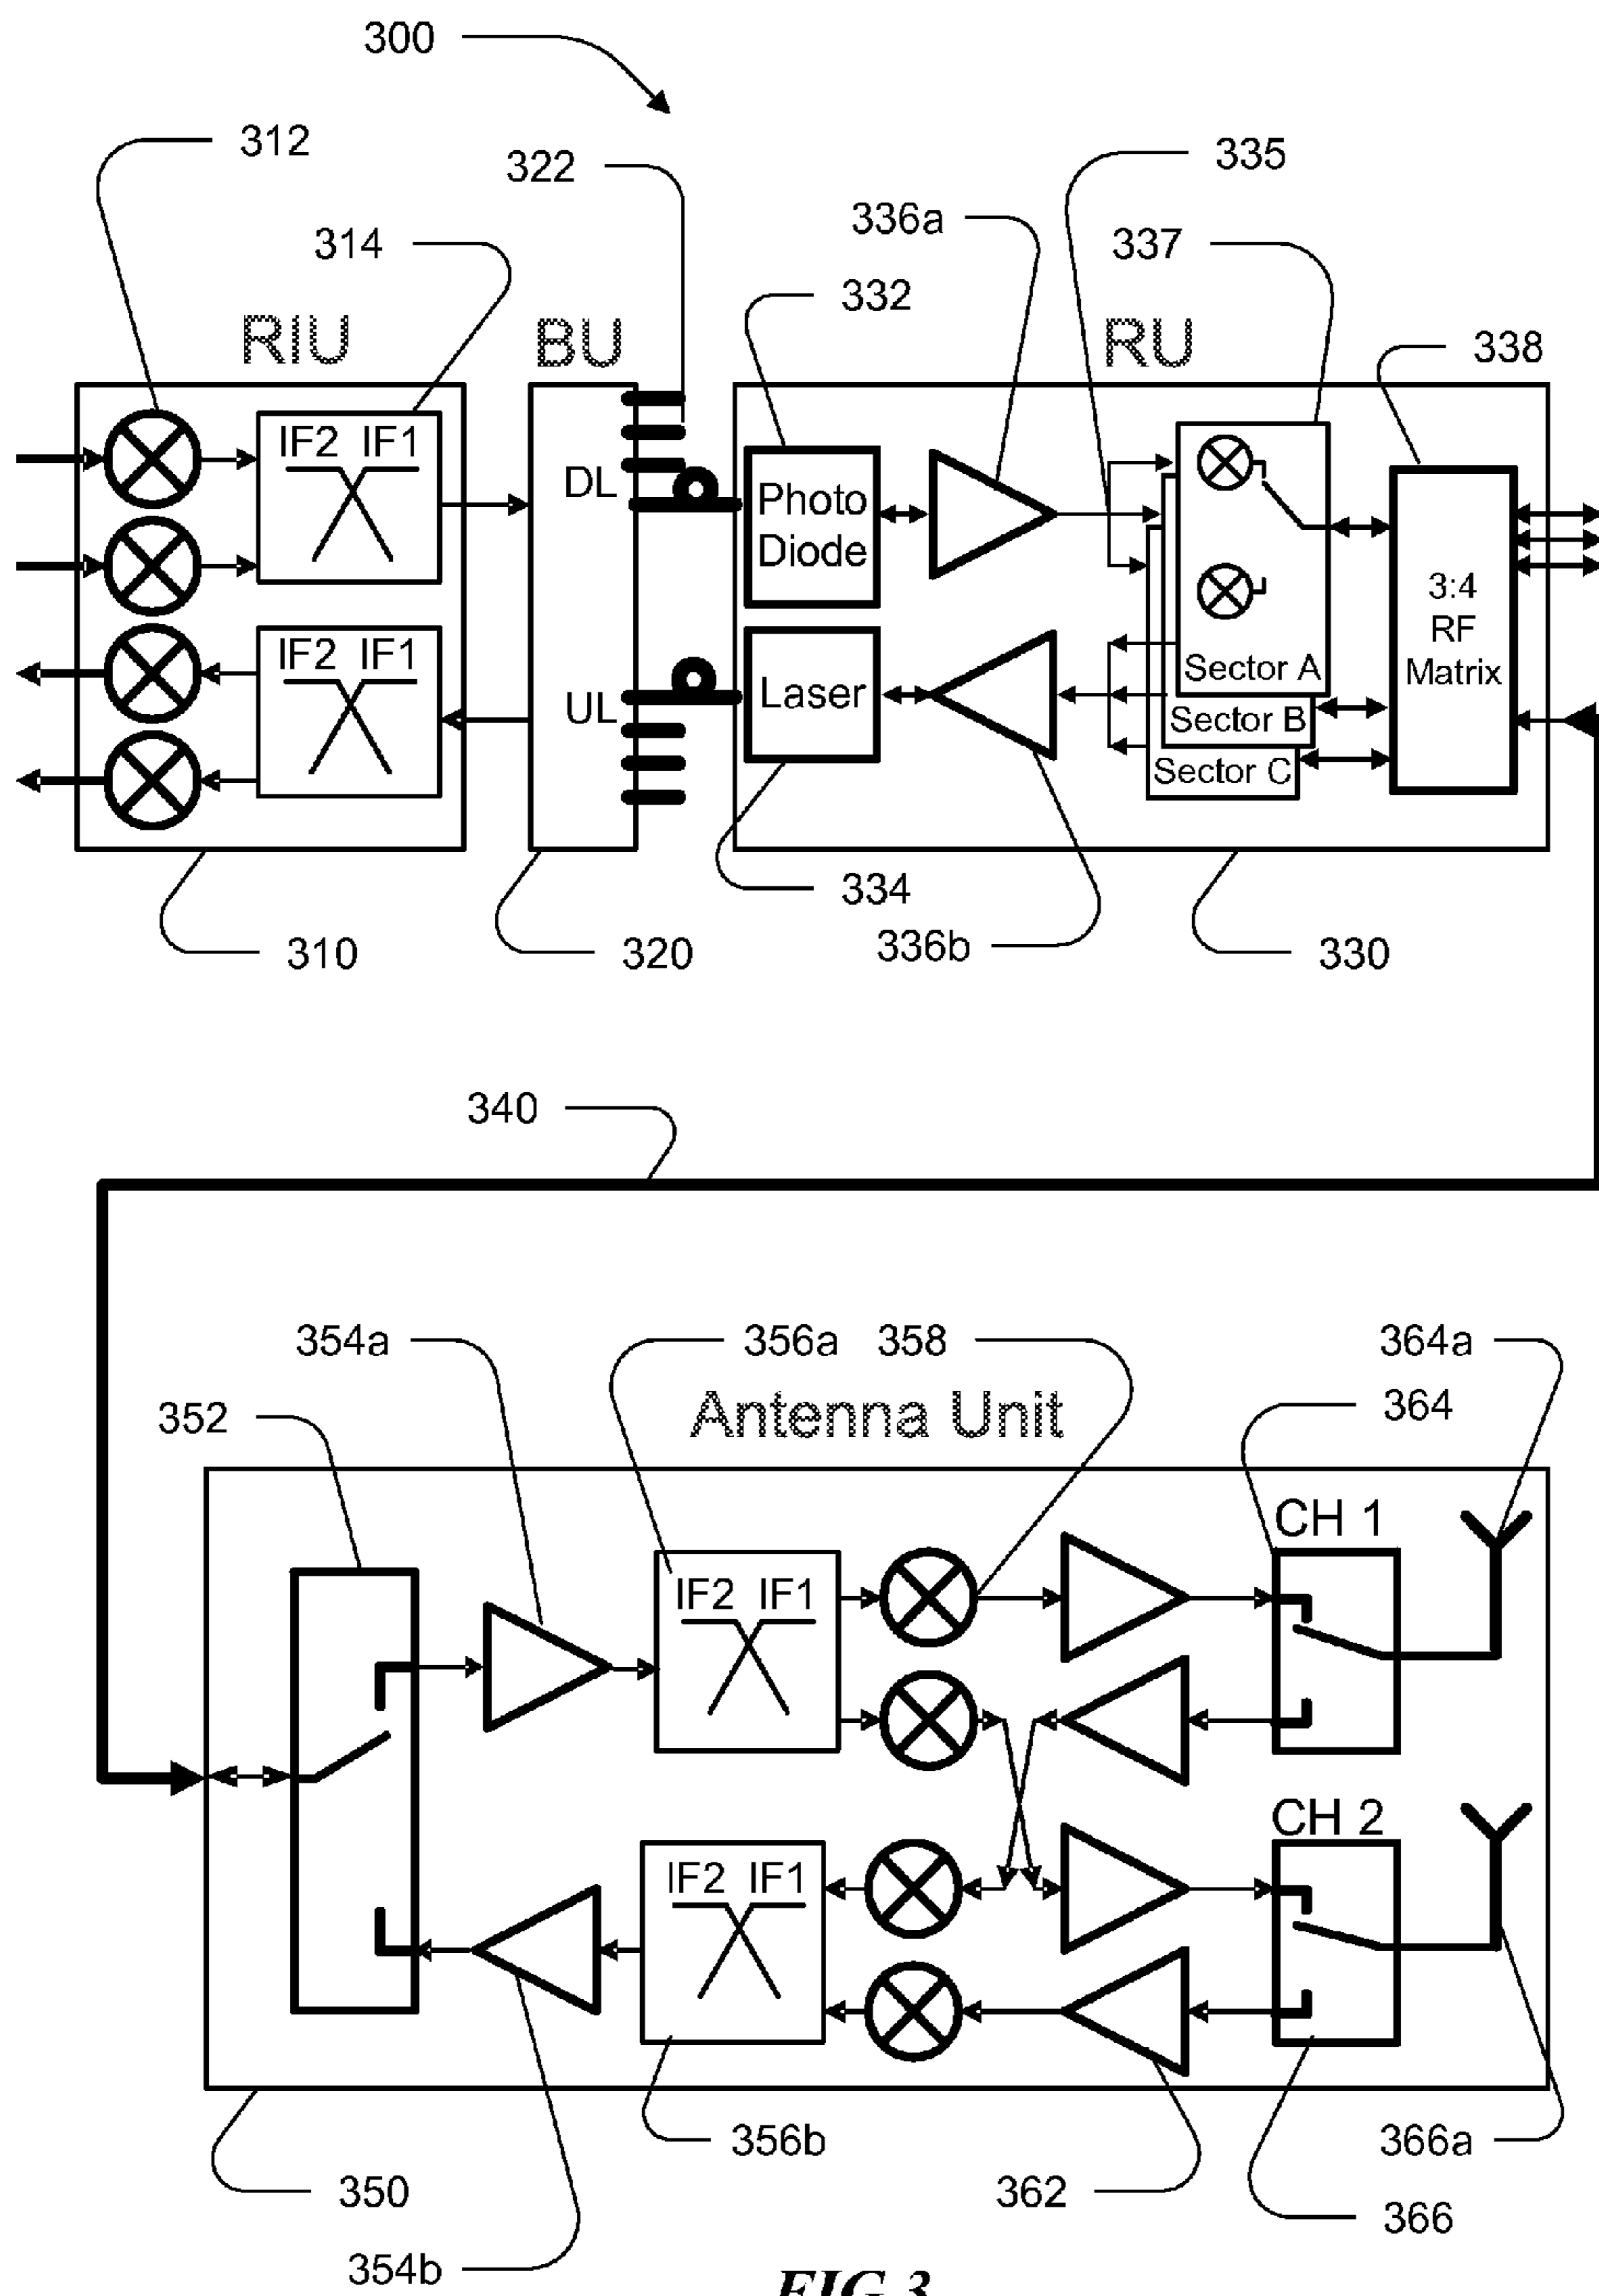 300
312
322
335
336a
314
337
332
RIU
BU
RU
338
IF2 IF1
DL
Photo
Diode
3:4
RF
Matrix
IF2 IF1
Sector A
Laser
UL
Sector B
Sector C
334
336b
310
320
330
340
354a
356a
358
364a
352
Antenna Unit
364
CH 1
IF2 IF1
CH 2
IF2 IF1
356b
366a
350
362
366
354b
FIG 3